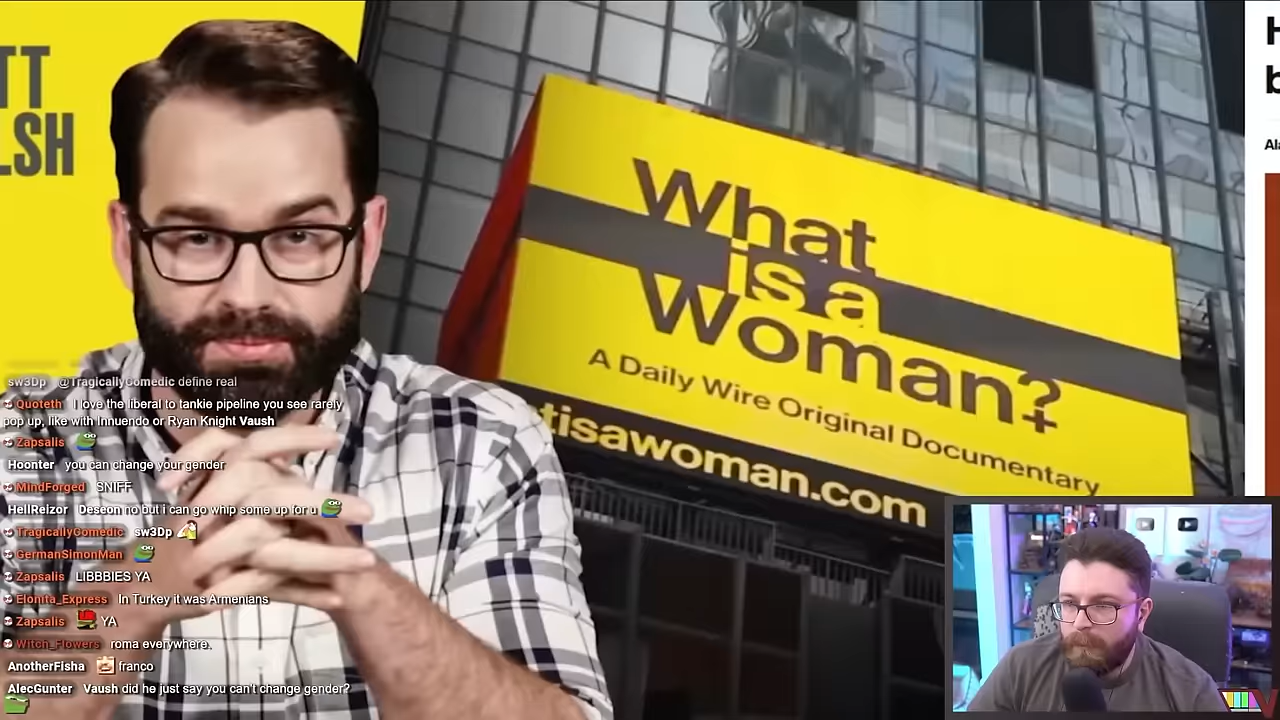 TT
LSH
H
b
Al
What
is a
Woman?
A Daily Wire Original Documentary
tisawoman.com
sw3Dp @TragicallyComedic define real
Quoteth I love the liberal to tankie pipeline you see rarely
pop up, like with Innuendo or Ryan Knight Vaush
Zapsalis
Hoonter you can change your gender
MindForged SNIFF
HellReizor Deseon no but i can go whip some up for u
TragicallyComedic sw3Dp
GermanSimonMan
Zapsalis LIBBBIES YA
Elonita_Express In Turkey it was Armenians
Zapsalis YA
Witch_Flowers roma everywhere.
AnotherFisha franco
AlecGunter Vaush did he just say you can't change gender?